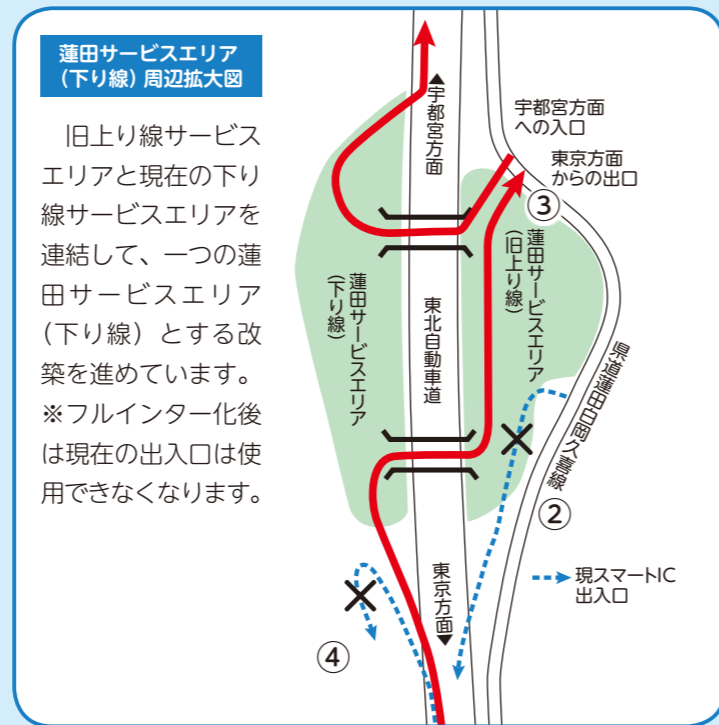 蓮田サービスエリア
(下り線) 周辺拡大図
旧上り線サービス
エリアと現在の下り
線サービスエリアを
連結して、一つの蓮
田サービスエリア
(下り線) とする改
築を進めています。
※フルインター化後
は現在の出入口は使
用できなくなります。
▲宇都宮方面
宇都宮方面
への入口
東京方面
からの出口
③
蓮田サービスエリア
(旧上り線)
蓮田サービスエリア
(下り線)
東北自動車道
県道蓮田白岡久喜線
②
東京方面▼
現スマートIC
出入口
④